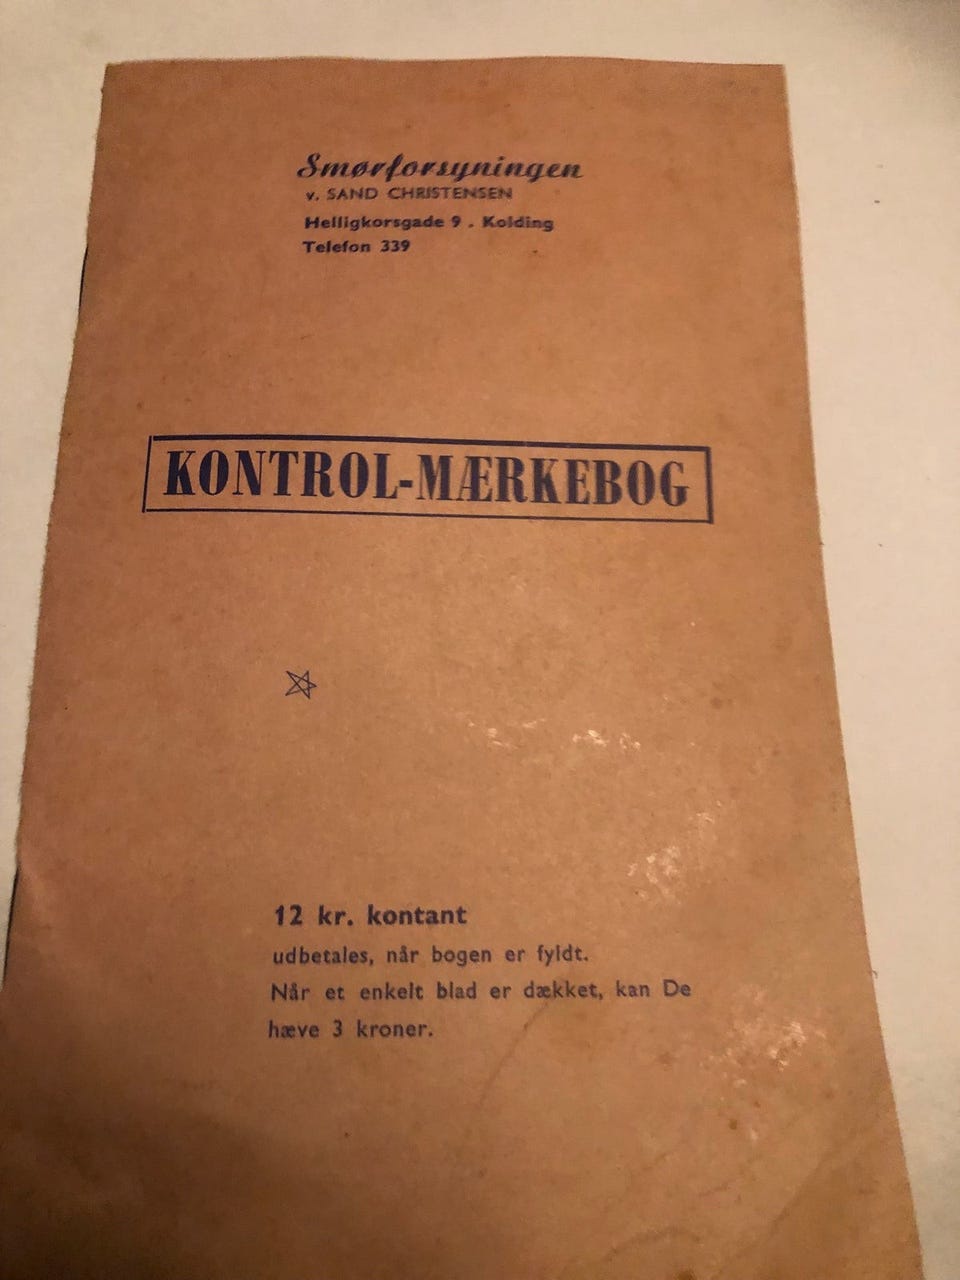 Smørforsyningen
v. SAND CHRISTENSEN
Helligkorsgade 9 . Kolding
Telefon 339
KONTROL-MÆRKEBOG
12 kr. kontant
udbetales, når bogen er fyldt.
Når et enkelt blad er dækket, kan De
hæve 3 kroner.